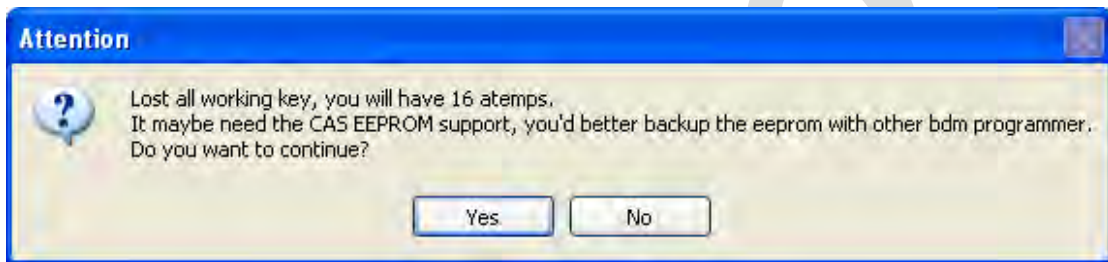 Attention
Lost all working key, you will have 16 atemps.
It maybe need the CAS EEPROM support, you'd better backup the eeprom with other bdm programmer.
Do you want to continue?
Yes No